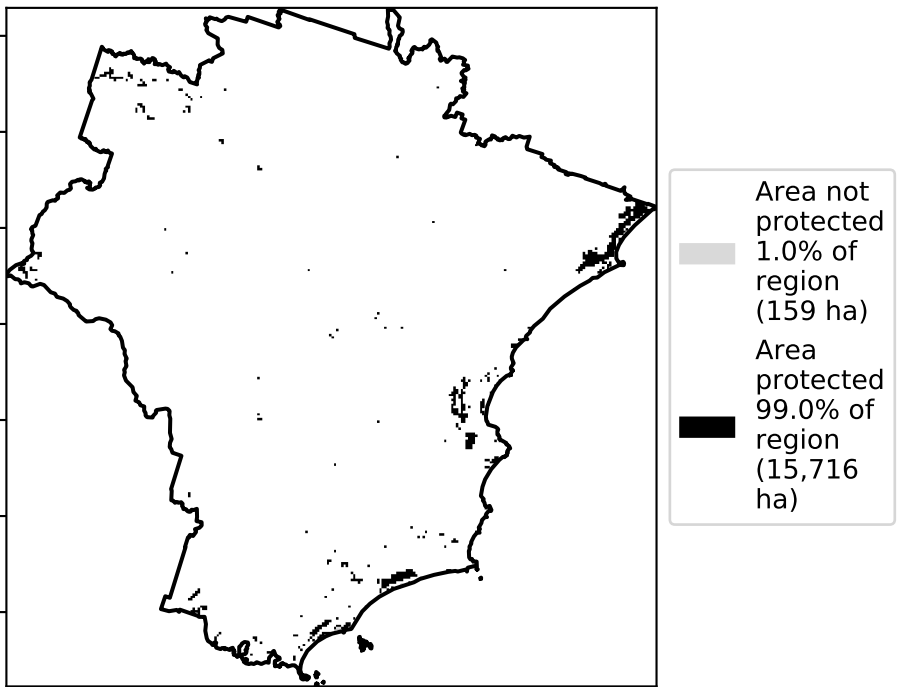 Area not
protected
1.0% of
region
(159 ha)
Area
protected
99.0% of
region
(15,716
ha)